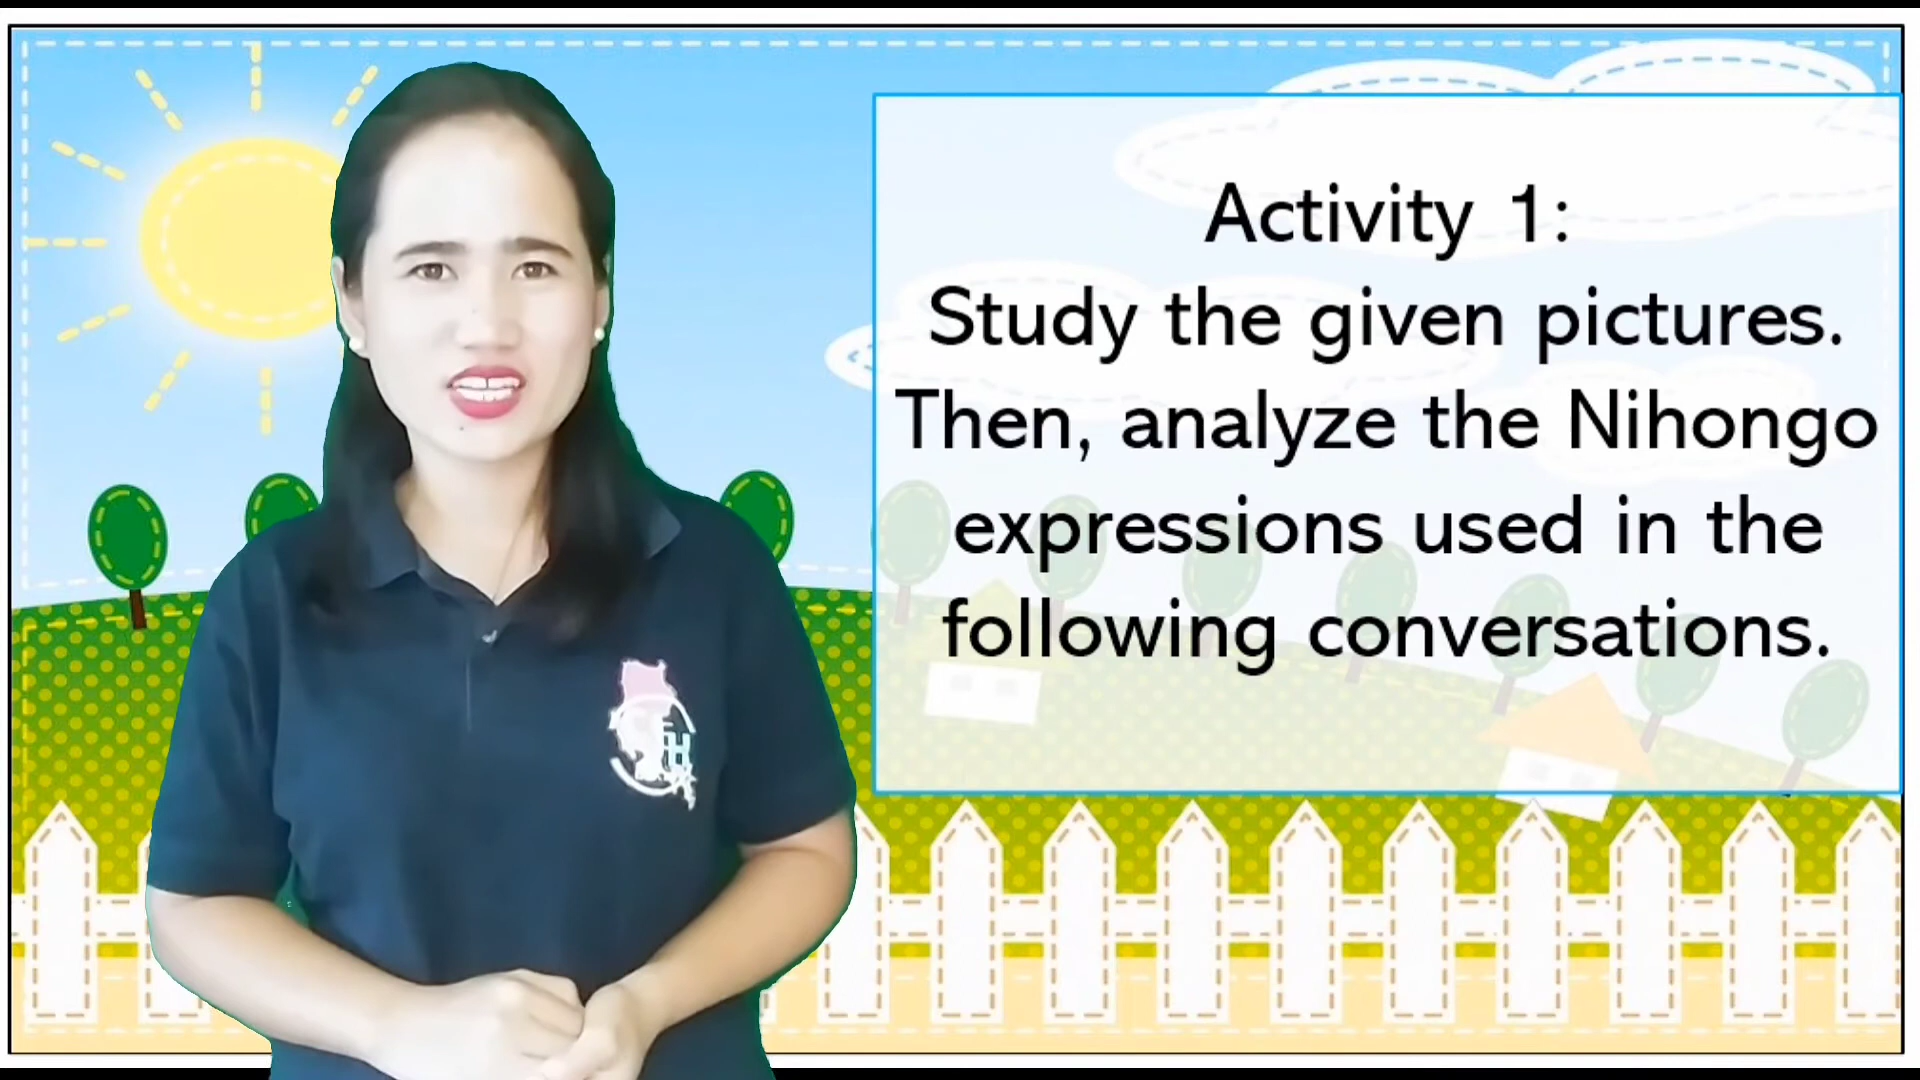 Activity 1:
Study the given pictures.
Then, analyze the Nihongo
expressions used in the
following conversations.